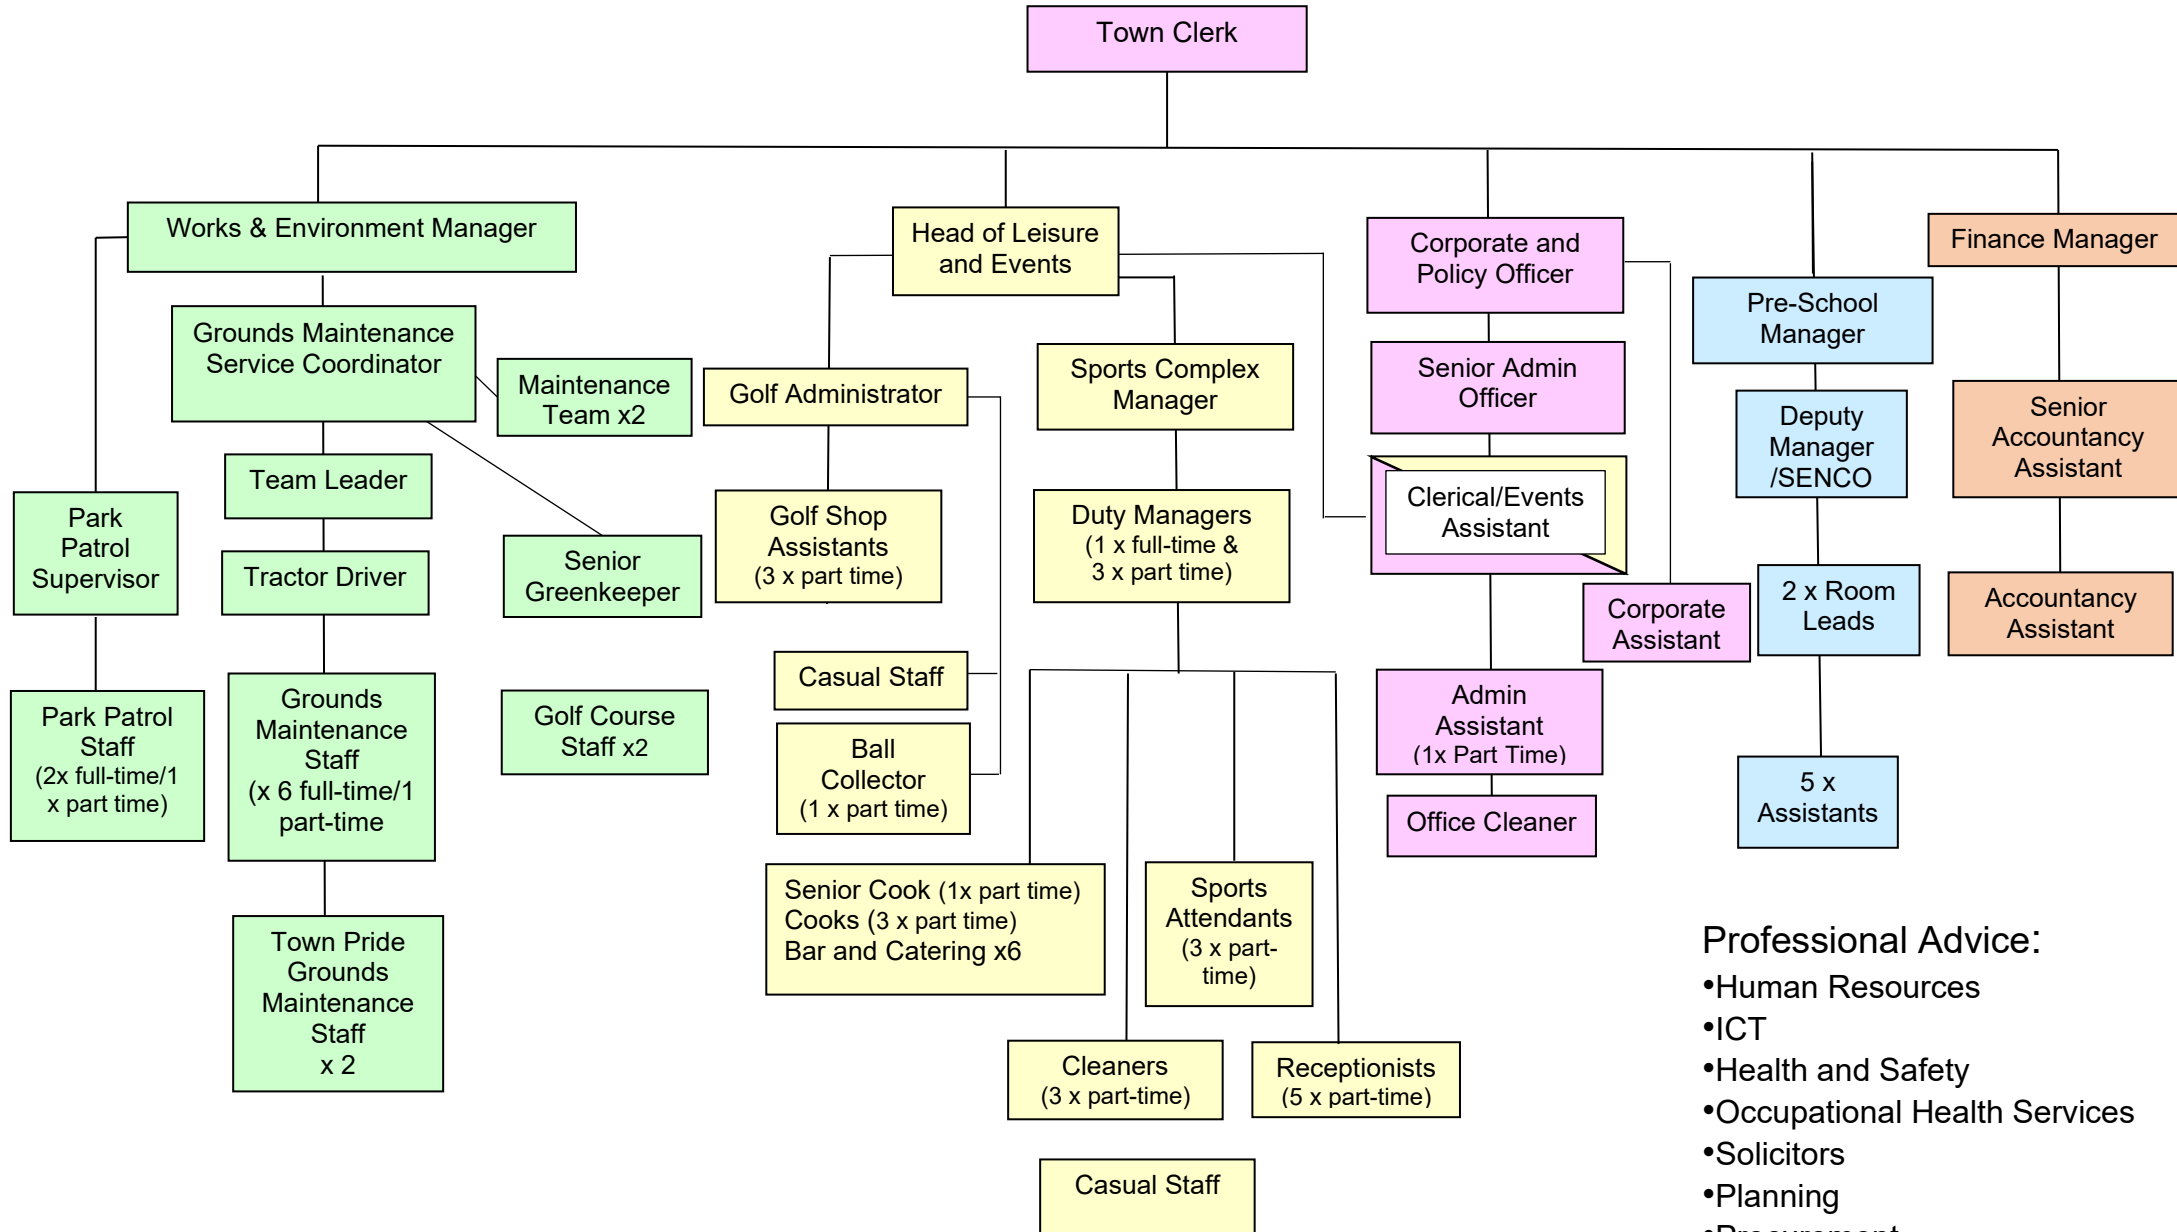 Town Clerk
Works & Environment Manager
Head of Leisure
and Events
Corporate and
Policy Officer
Finance Manager
Pre-School
Manager
Grounds Maintenance
Service Coordinator
Maintenance
Team x2
Golf Administrator
Sports Complex
Manager
Senior Admin
Officer
Deputy
Manager
/SENCO
Senior
Accountancy
Assistant
Team Leader
Park
Patrol
Supervisor
Tractor Driver
Senior
Greenkeeper
Golf Shop
Assistants
(3 x part time)
Duty Managers
(1 x full-time &
3 x part time)
Clerical/Events
Assistant
Corporate
Assistant
2 x Room
Leads
Accountancy
Assistant
Park Patrol
Staff
(2x full-time/1
x part time)
Grounds
Maintenance
Staff
(x 6 full-time/1
part-time
Golf Course
Staff x2
Casual Staff
Ball
Collector
(1 x part time)
Admin
Assistant
(1x Part Time)
Office Cleaner
5 x
Assistants
Town Pride
Grounds
Maintenance
Staff
x 2
Senior Cook (1x part time)
Cooks (3 x part time)
Bar and Catering x6
Sports
Attendants
(3 x part-
time)
Cleaners
(3 x part-time)
Receptionists
(5 x part-time)
Casual Staff
Professional Advice:
•Human Resources
•ICT
•Health and Safety
•Occupational Health Services
•Solicitors
•Planning
•Procurement